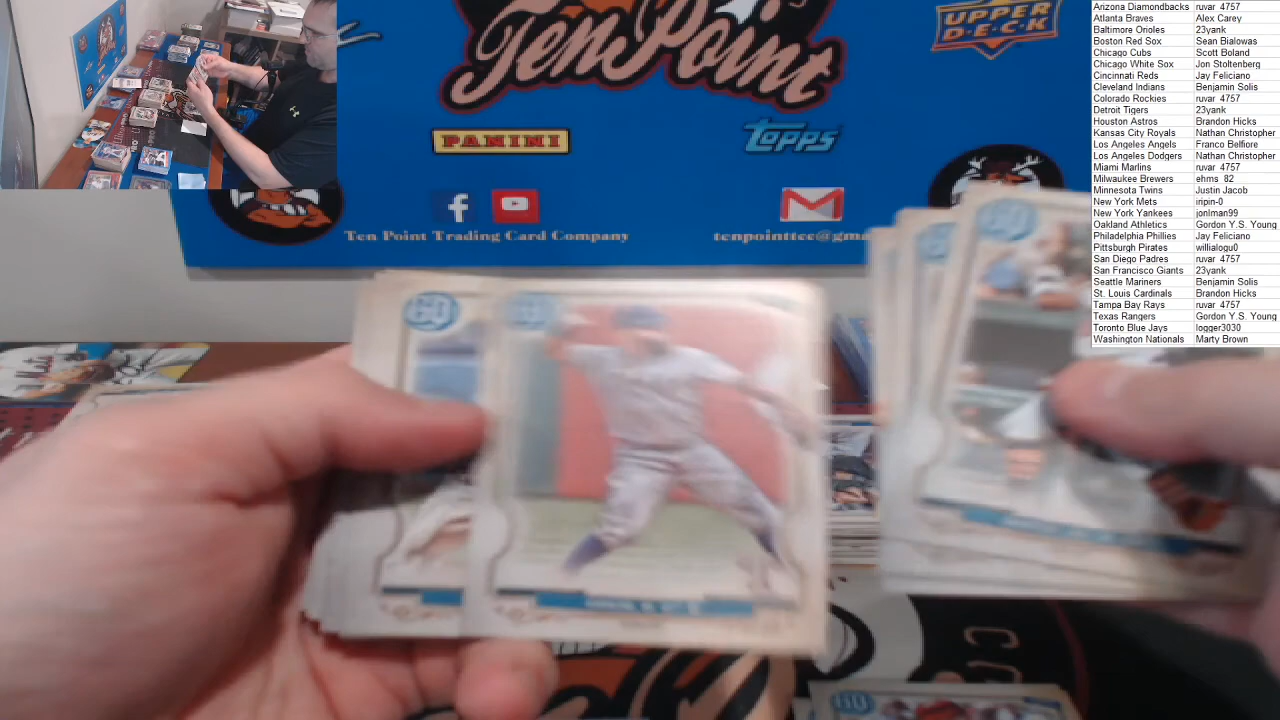 TenPoint
UPPER
D.E.C.K
PANINI
topps
Ten Point Trading Card Company
tenpointtcc@gma
Arizona Diamondbacks ruvar 4757
Atlanta Braves Alex Carey
Baltimore Orioles 23yank
Boston Red Sox Sean Bialowas
Chicago Cubs Scott Boland
Chicago White Sox Jon Stoltenberg
Cincinnati Reds Jay Feliciano
Cleveland Indians Benjamin Solis
Colorado Rockies ruvar 4757
Detroit Tigers 23yank
Houston Astros Brandon Hicks
Kansas City Royals Nathan Christopher
Los Angeles Angels Franco Belfiore
Los Angeles Dodgers Nathan Christopher
Miami Marlins ruvar 4757
Milwaukee Brewers ehms 82
Minnesota Twins Justin Jacob
New York Mets iripin-0
New York Yankees jonlman99
Oakland Athletics Gordon Y.S. Young
Philadelphia Phillies Jay Feliciano
Pittsburgh Pirates willialogu0
San Diego Padres ruvar 4757
San Francisco Giants 23yank
Seattle Mariners Benjamin Solis
St. Louis Cardinals Brandon Hicks
Tampa Bay Rays ruvar 4757
Texas Rangers Gordon Y.S. Young
Toronto Blue Jays logger3030
Washington Nationals Marty Brown
GQ
GQ